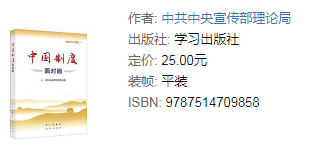 中国制度
面对面
作者: 中共中央宣传部理论局
出版社: 学习出版社
定价: 25.00元
装帧: 平装
ISBN: 9787514709858